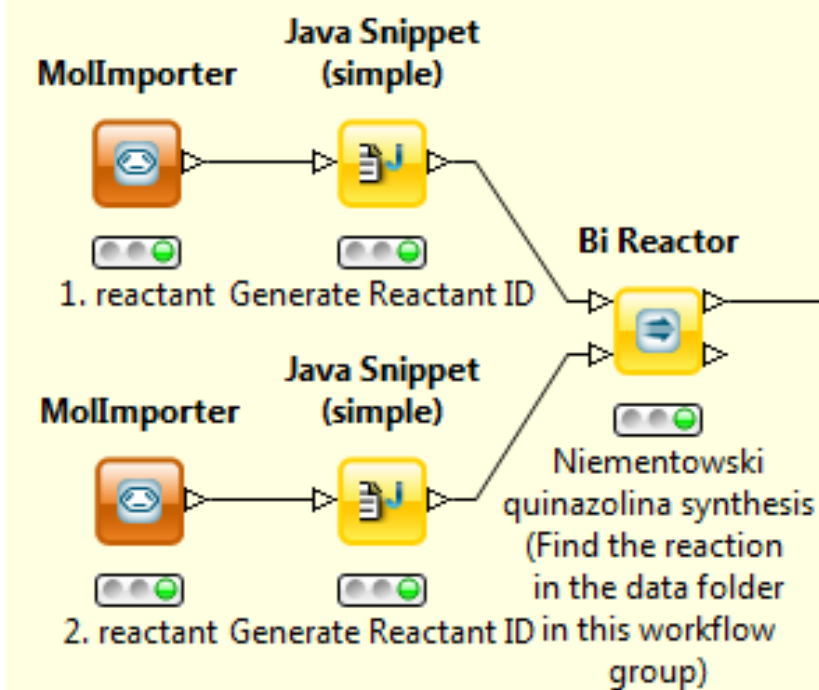 Java Snippet
(simple)
MolImporter
1. reactant
Generate Reactant ID
Bi Reactor
Java Snippet
(simple)
MolImporter
2. reactant
Generate Reactant ID
Niementowski
quinazolina synthesis
(Find the reaction
in the data folder
in this workflow
group)